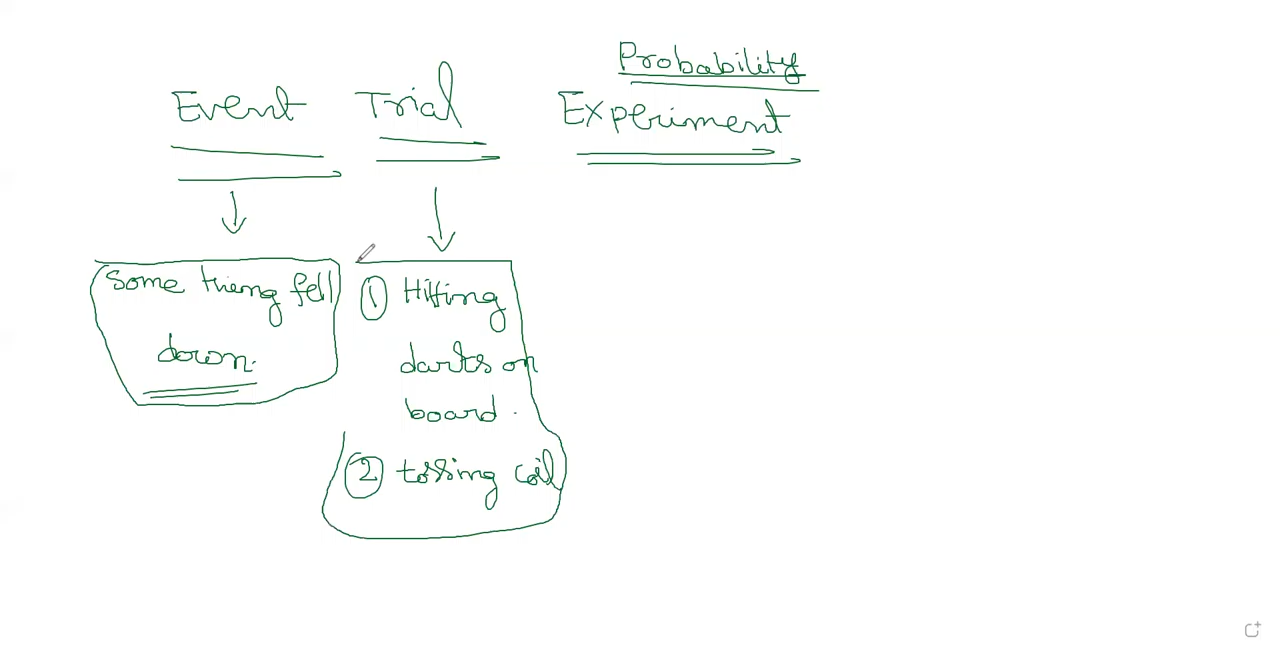 Probability
Event Trial Experiment
Some thing fell
down.
① Hitting
darts on
board.
② tossing coil